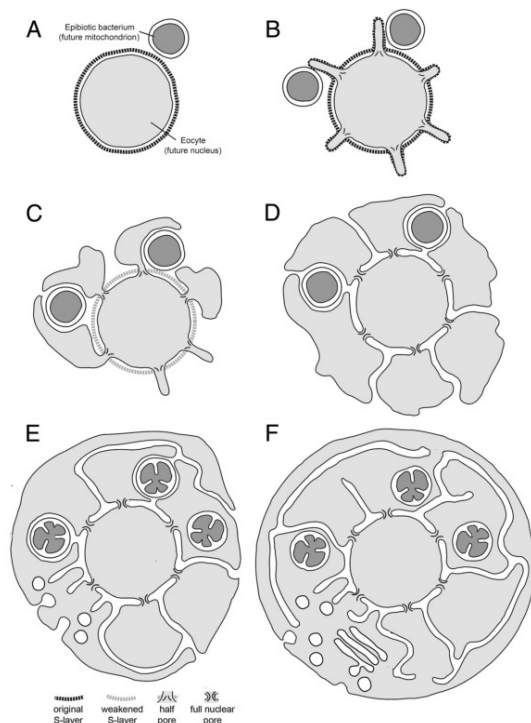 A
Epibiotic bacterium
(future mitochondrion)
Eocyte
(future nucleus)
B
C
D
E
F
original
S-layer
weakened
S-layer
half
pore
full nuclear
pore